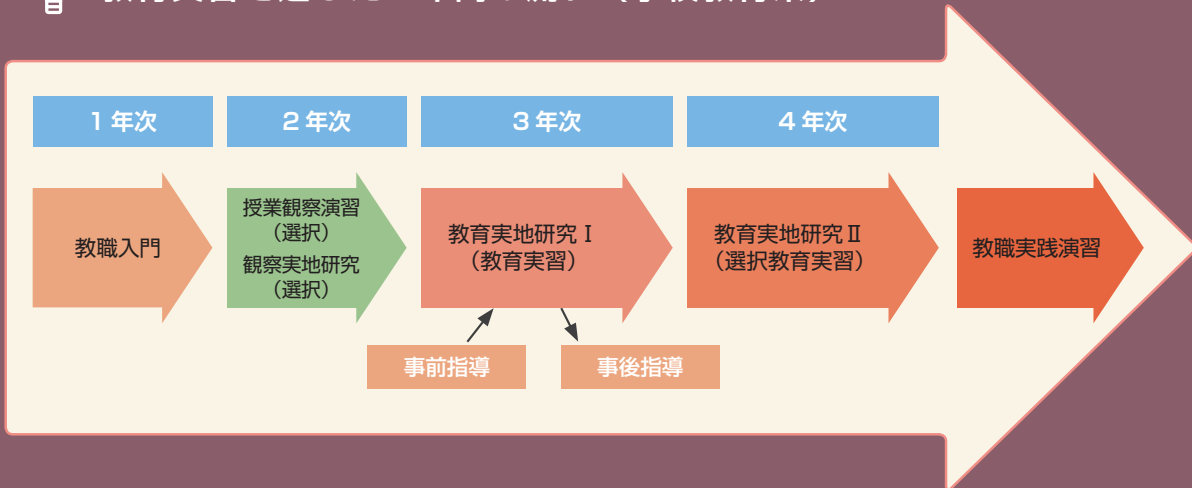 1 年次
2 年次
3 年次
4 年次
教職入門
授業観察演習
（選択）
観察実地研究
（選択）
教育実地研究 Ⅰ
（教育実習）
教育実地研究 Ⅱ
（選択教育実習）
教職実践演習
事前指導
事後指導